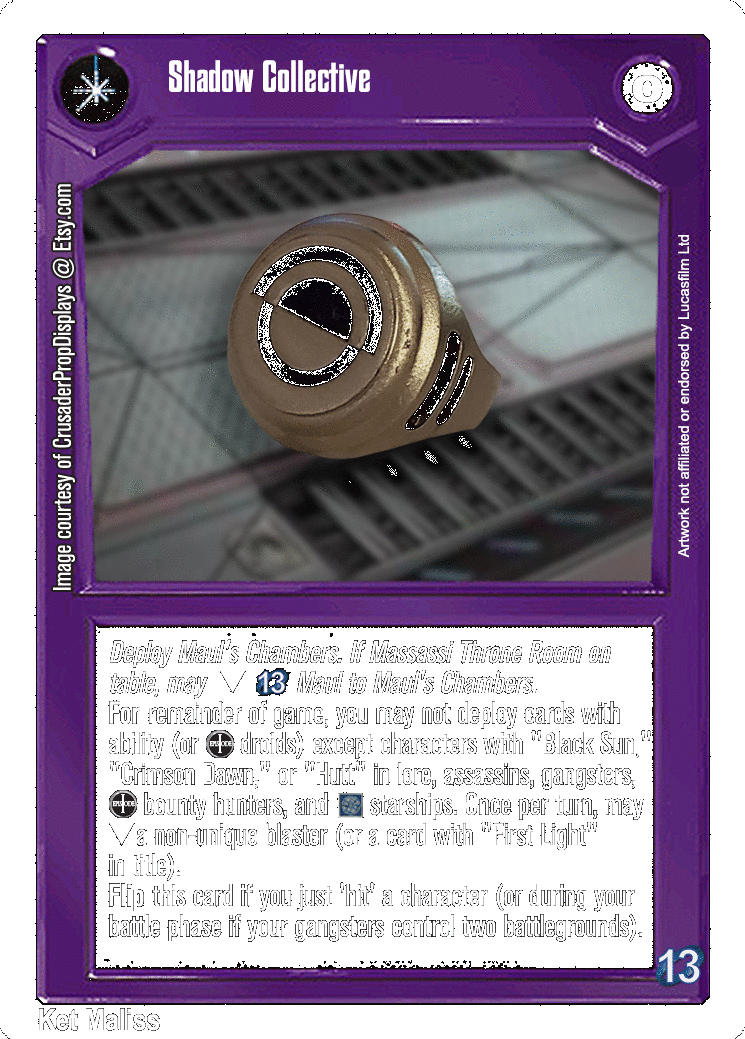 Shadow Collective
0
Image courtesy of CrusaderPropDisplays @ Etsy.com
Artwork not affiliated or endorsed by Lucasfilm Ltd
Deploy Maul's Chambers. If Massassi Throne Room on
table, may 13 Maul to Maul's Chambers.
For remainder of game, you may not deploy cards with
ability (or EPISODE I droids) except characters with "Black Sun,"
"Crimson Dawn," or "Hutt" in lore, assassins, gangsters,
EPISODE I bounty hunters, and starships. Once per turn, may
a non-unique blaster (or a card with "First Light"
in title).
Flip this card if you just 'hit' a character (or during your
battle phase if your gangsters control two battlegrounds).
13
Ket Maliss